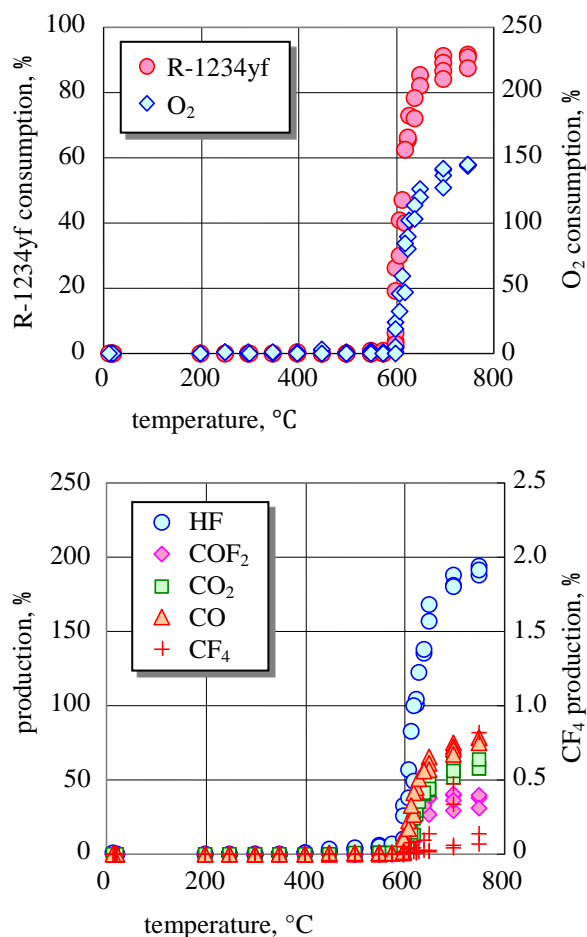 100
80
60
40
20
0
R-1234yf consumption, %
R-1234yf
O₂
250
200
150
100
50
0
O₂ consumption, %
0 200 400 600 800
temperature, °C
250
200
150
100
50
0
production, %
HF
COF₂
CO₂
CO
CF₄
2.5
2.0
1.5
1.0
0.5
0
CF₄ production, %
0 200 400 600 800
temperature, °C